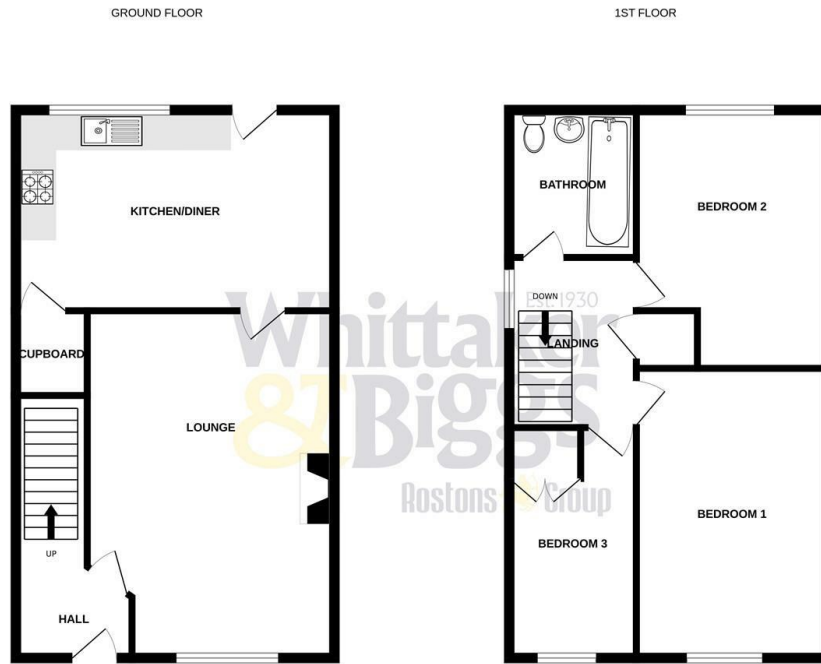 GROUND FLOOR
1ST FLOOR
KITCHEN/DINER
CUPBOARD
LOUNGE
UP
HALL
BATHROOM
BEDROOM 2
DOWN
LANDING
BEDROOM 1
BEDROOM 3
Est. 1930
Whittaker
&Biggs
Rostons Group